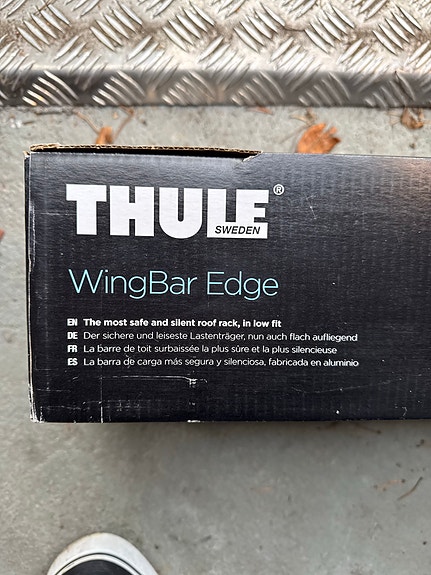 THULE®
SWEDEN
WingBar Edge
EN The most safe and silent roof rack, in low fit
DE Der sichere und leiseste Lastenträger, nun auch flach aufliegend
FR La barre de toit surbaissée la plus sûre et la plus silencieuse
ES La barra de carga más segura y silenciosa, fabricada en aluminio